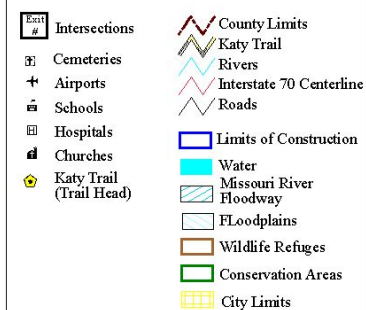 Exit
#
Intersections
Cemeteries
Airports
Schools
Hospitals
Churches
Katy Trail
(Trail Head)
County Limits
Katy Trail
Rivers
Interstate 70 Centerline
Roads
Limits of Construction
Water
Missouri River
Floodway
FLoodplains
Wildlife Refuges
Conservation Areas
City Limits